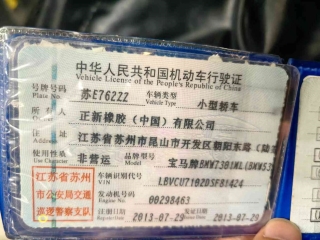 中华人民共和国机动车行驶证
Vehicle License of the People's Republic of China
号牌号码 苏E762ZZ 车辆类型 小型轿车
Plate No. Vehicle Type
所有人 正新橡胶（中国）有限公司
Owner
住址 江苏省苏州市昆山市开发区朝阳东路
Address
使用性质 非营运 宝马牌BMW7301ML(BMW53
Use Character
江苏省苏州
市公安局交通
巡逻警察支队
车辆识别代号 LBVCU7102DSF81424
VIN
发动机号码 00298463
Engine No.
注册日期 2013-07-29 发证日期 2013-07-29
Register Date Issue Date